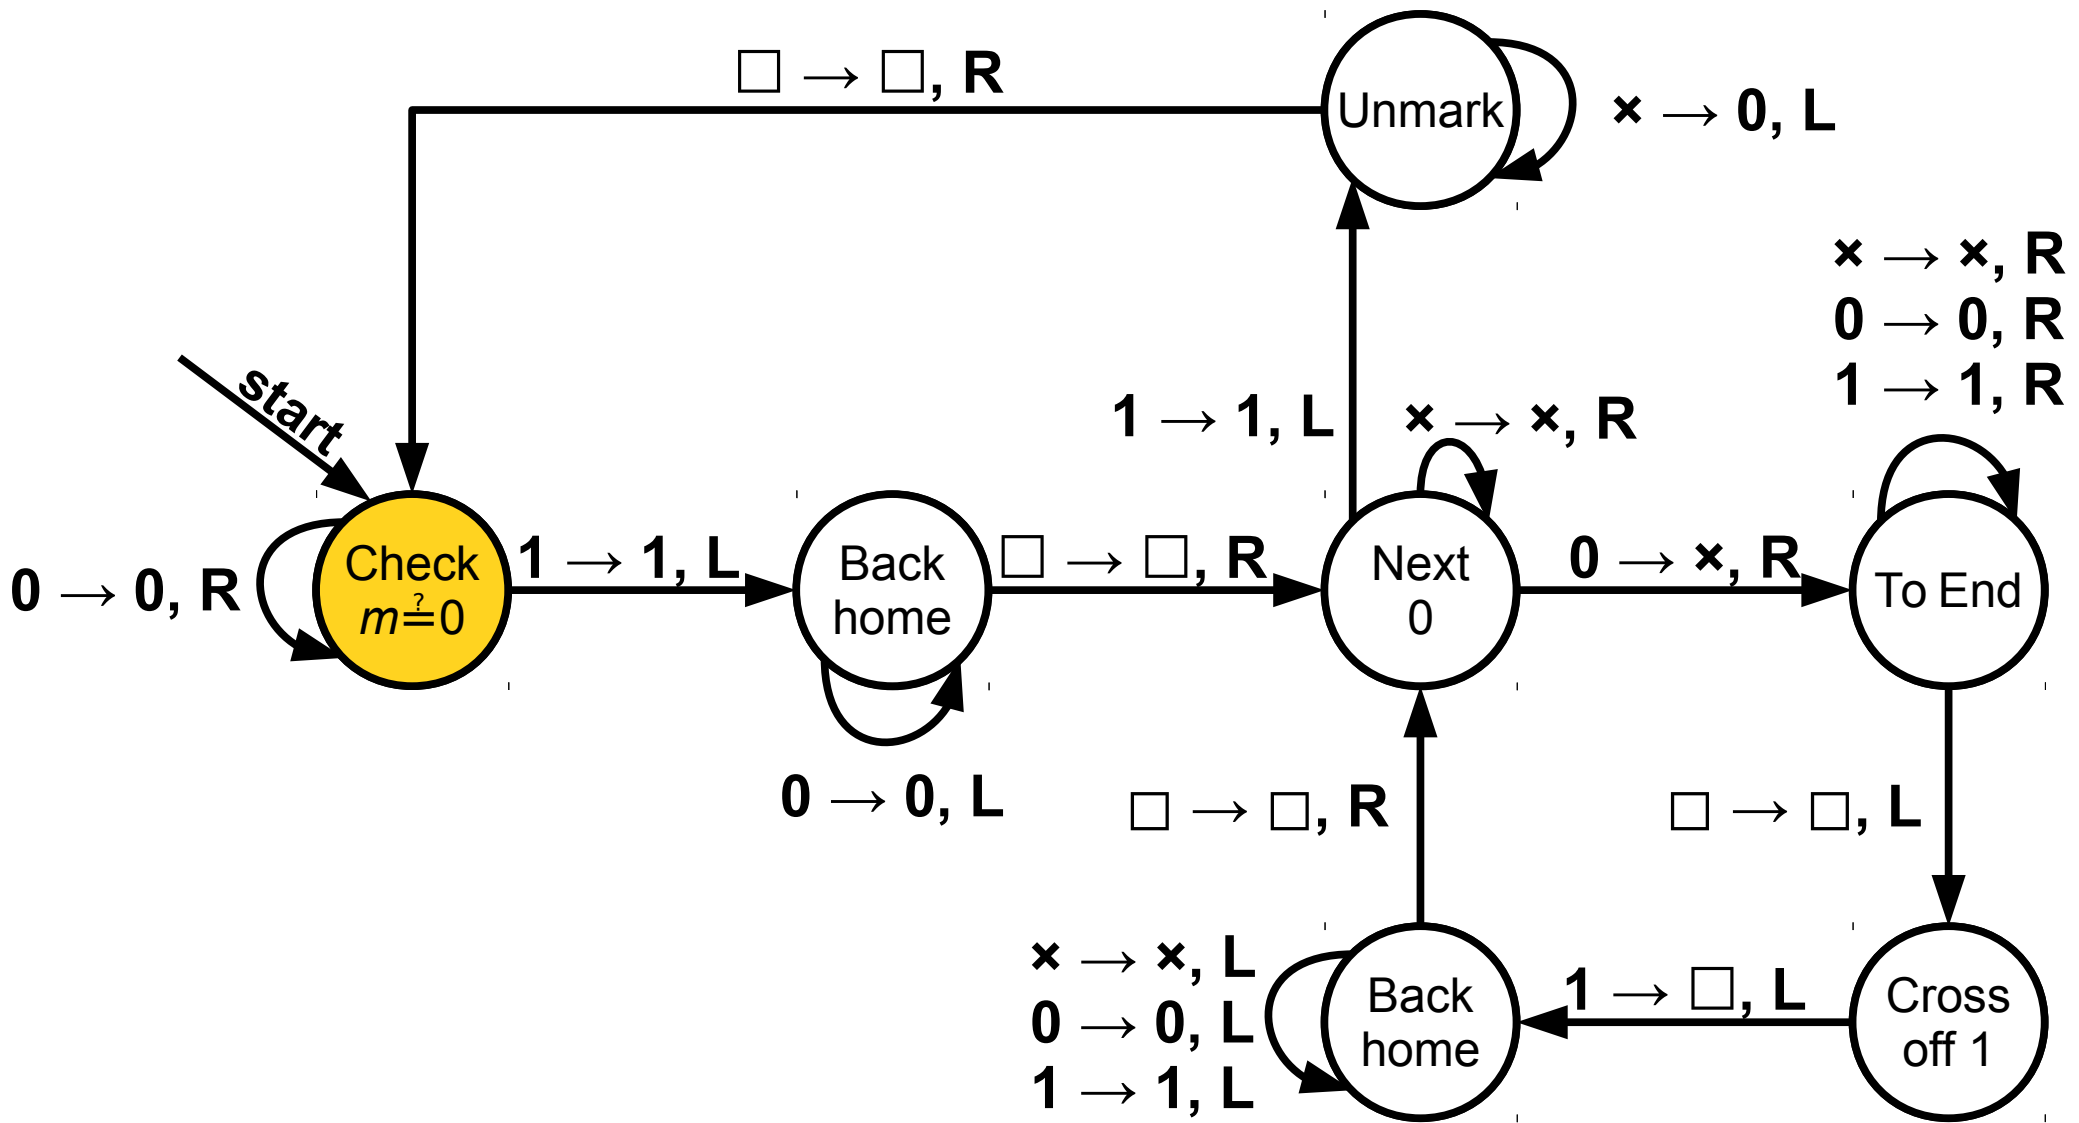 □ → □, R
Unmark
× → 0, L
× → ×, R
0 → 0, R
1 → 1, R
start
1 → 1, L
× → ×, R
0 → 0, R
Check
m≟0
1 → 1, L
Back
home
□ → □, R
Next
0
0 → ×, R
To End
0 → 0, L
□ → □, R
□ → □, L
× → ×, L
0 → 0, L
1 → 1, L
Back
home
1 → □, L
Cross
off 1